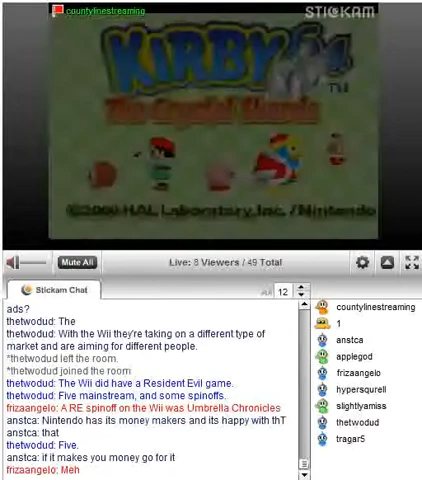 countylinestreaming
STICKAM
KIRBY 64
TM
The Crystal Shards
©2000 HAL Laboratory, Inc. / Nintendo
Mute All
Live: 8 Viewers / 49 Total
Stickam Chat
12
ads?
thetwodud: The
thetwodud: With the Wii they're taking on a different type of
market and are aiming for different people.
*thetwodud left the room.
*thetwodud joined the room
thetwodud: The Wii did have a Resident Evil game.
thetwodud: Five mainstream, and some spinoffs.
frizaangelo: A RE spinoff on the Wii was Umbrella Chronicles
anstca: Nintendo has its money makers and its happy with thT
anstca: that
thetwodud: Five.
anstca: if it makes you money go for it
frizaangelo: Meh
countylinestreaming
1
anstca
applegod
frizaangelo
hypersqurell
slightlyamiss
thetwodud
tragar5